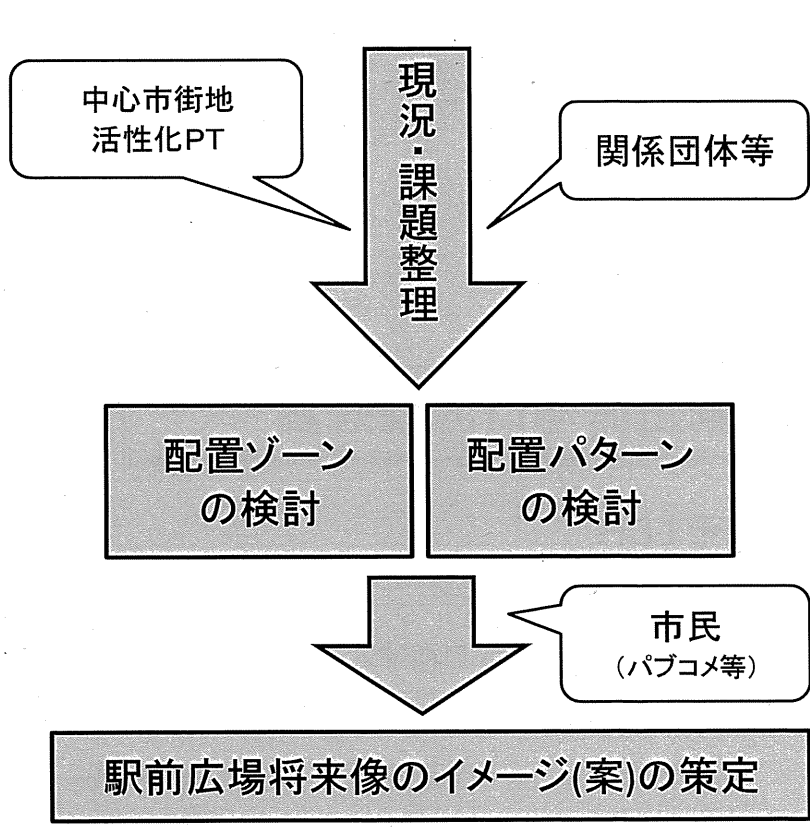 中心市街地
活性化PT
現況・課題整理
関係団体等
配置ゾーン
の検討
配置パターン
の検討
市民
(パブコメ等)
駅前広場将来像のイメージ(案)の策定